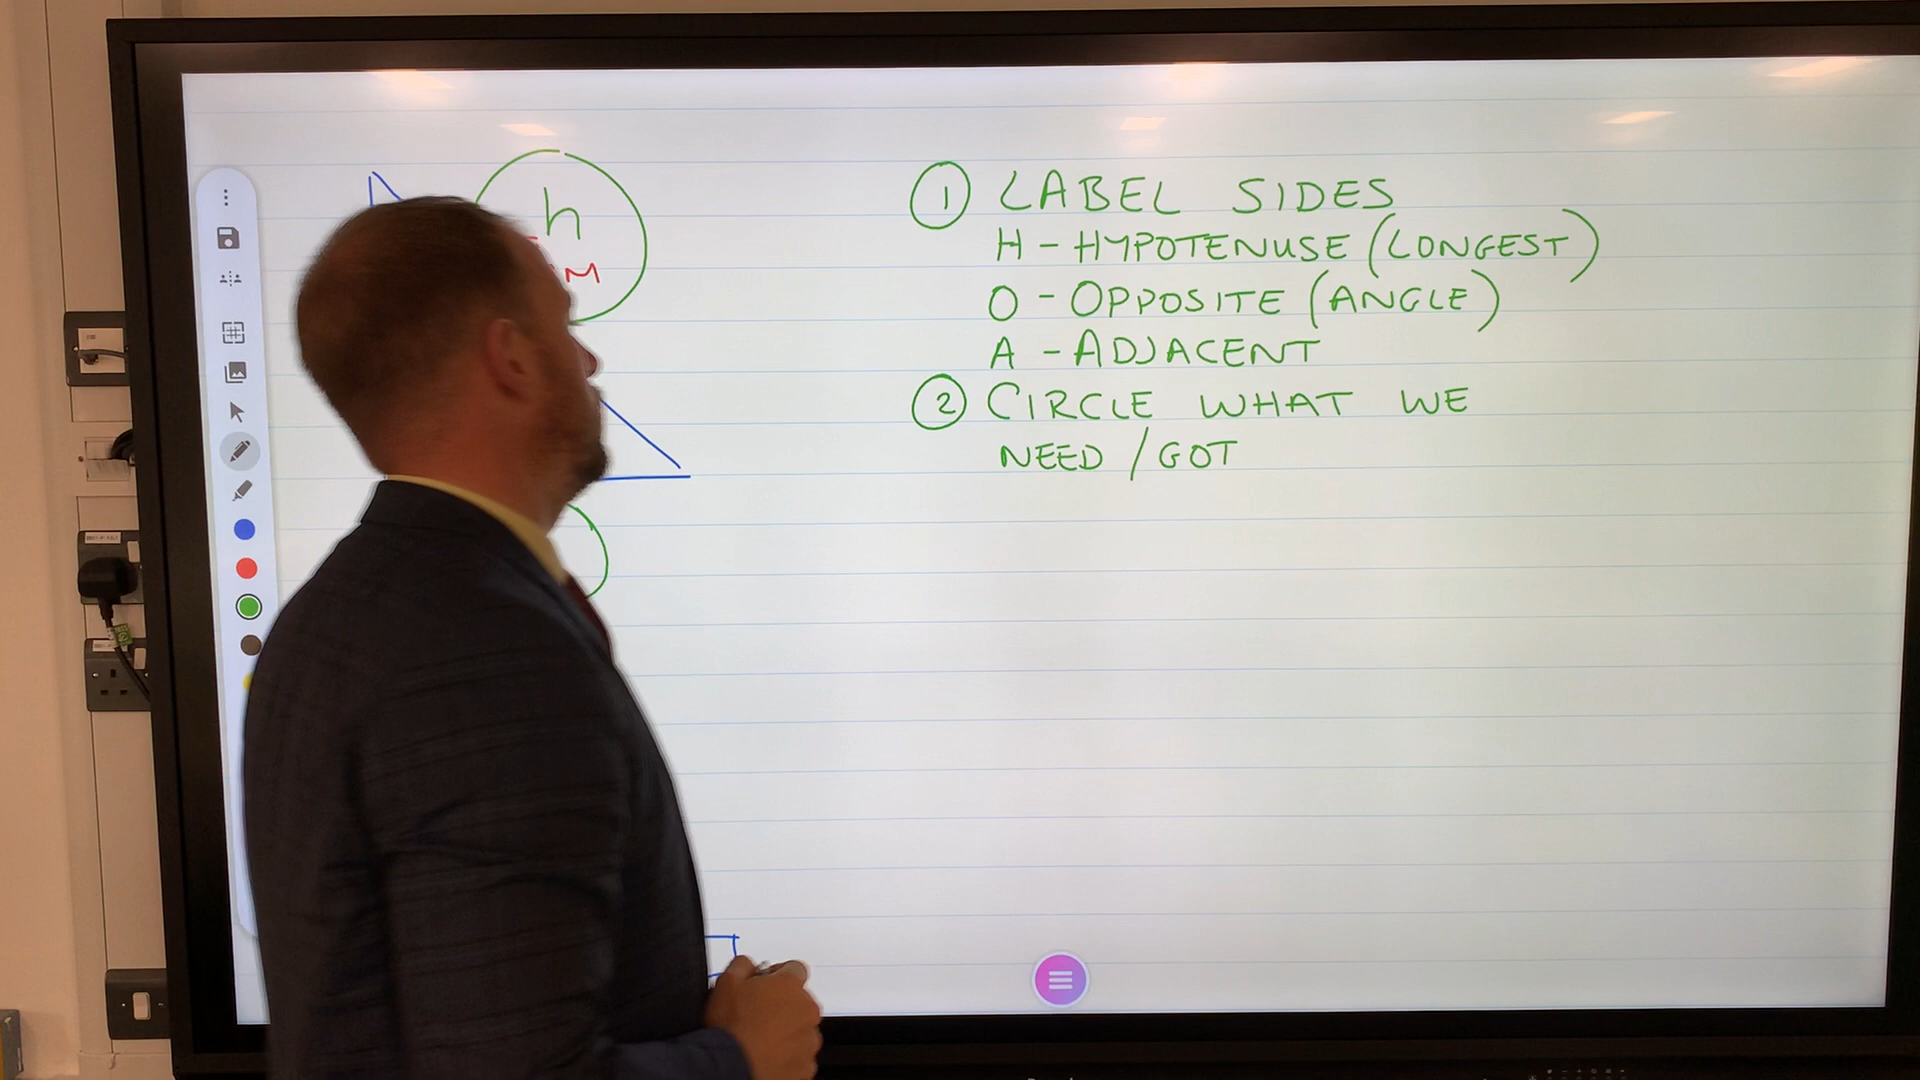 h
M
1 LABEL SIDES
H - HYPOTENUSE (LONGEST)
O - OPPOSITE (ANGLE)
A - ADJACENT
2 CIRCLE WHAT WE
NEED / GOT